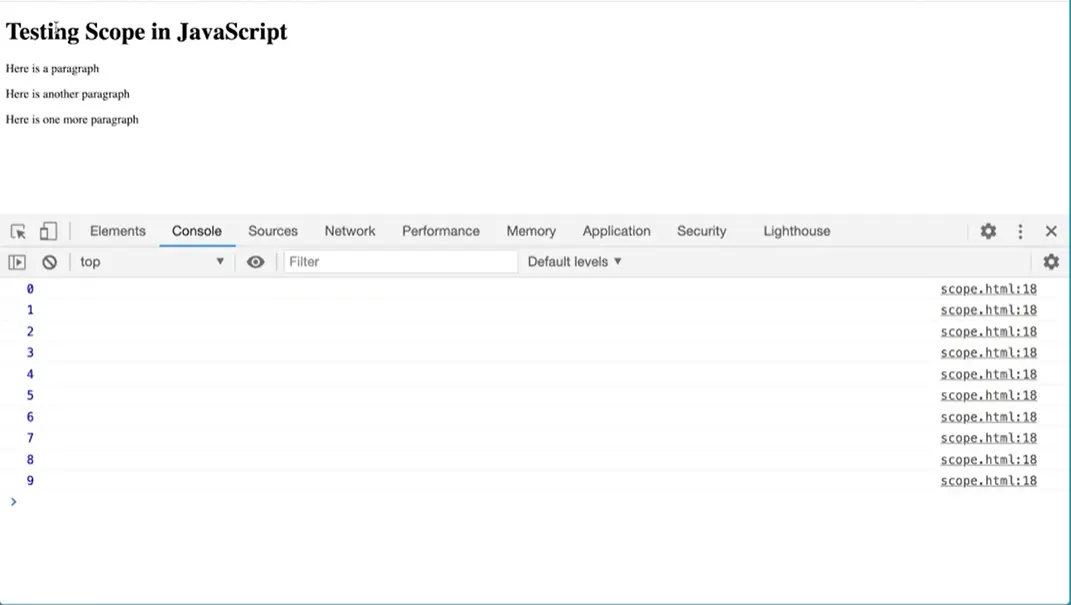 Testing Scope in JavaScript
Here is a paragraph
Here is another paragraph
Here is one more paragraph
Elements Console Sources Network Performance Memory Application Security Lighthouse
top Filter Default levels
0 scope.html:18
1 scope.html:18
2 scope.html:18
3 scope.html:18
4 scope.html:18
5 scope.html:18
6 scope.html:18
7 scope.html:18
8 scope.html:18
9 scope.html:18